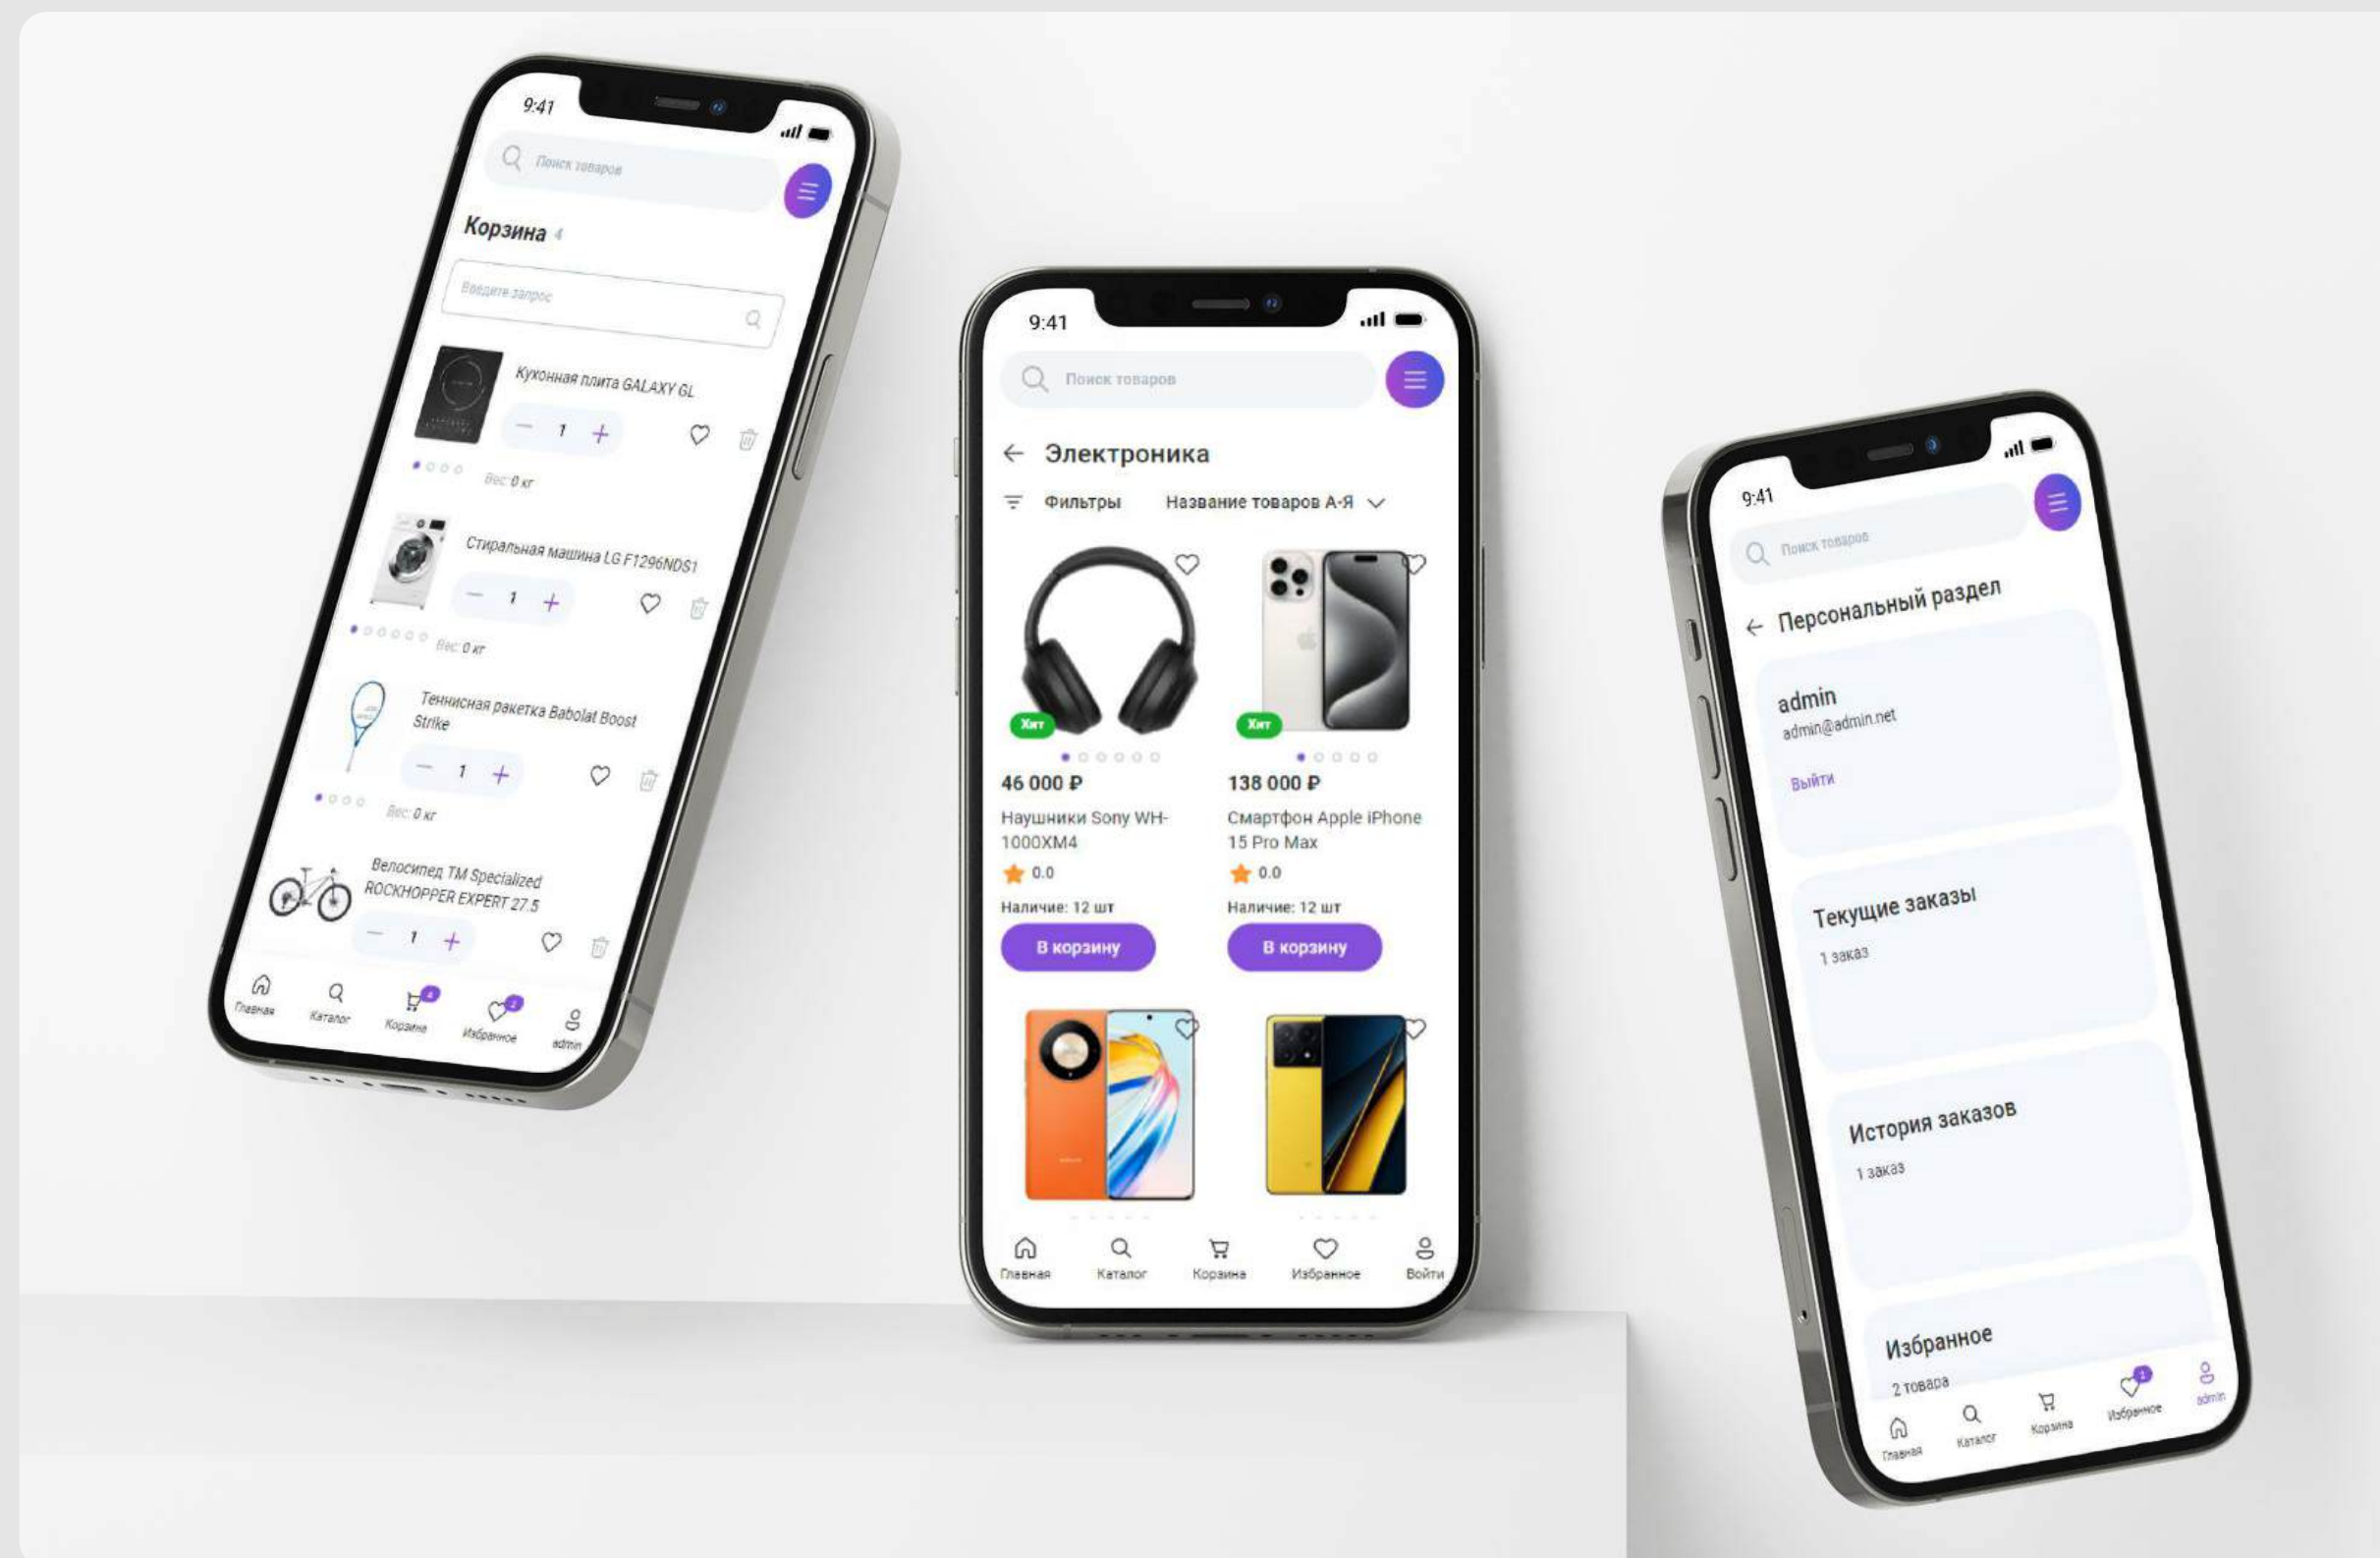 9:41
Поиск товаров
Корзина 4
Введите запрос
Кухонная плита GALAXY GL
1
Вес: 0 кг
Стиральная машина LG F1296NDS1
1
Вес: 0 кг
Теннисная ракетка Babolat Boost
Strike
1
Вес: 0 кг
Велосипед TM Specialized
ROCKHOPPER EXPERT 27.5
1
4
2
Главная
Каталог
Корзина
Избранное
admin
9:41
Поиск товаров
Электроника
Фильтры Название товаров А-Я
Хит Хит
46 000 ₽ 138 000 ₽
Наушники Sony WH- Смартфон Apple iPhone
1000XM4 15 Pro Max
0.0 0.0
Наличие: 12 шт Наличие: 12 шт
В корзину В корзину
Главная Каталог Корзина Избранное Войти
9:41
Поиск товаров
Персональный раздел
admin
admin@admin.net
Выйти
Текущие заказы
1 заказ
История заказов
1 заказ
Избранное
2 товара
2
Главная Каталог Корзина Избранное admin